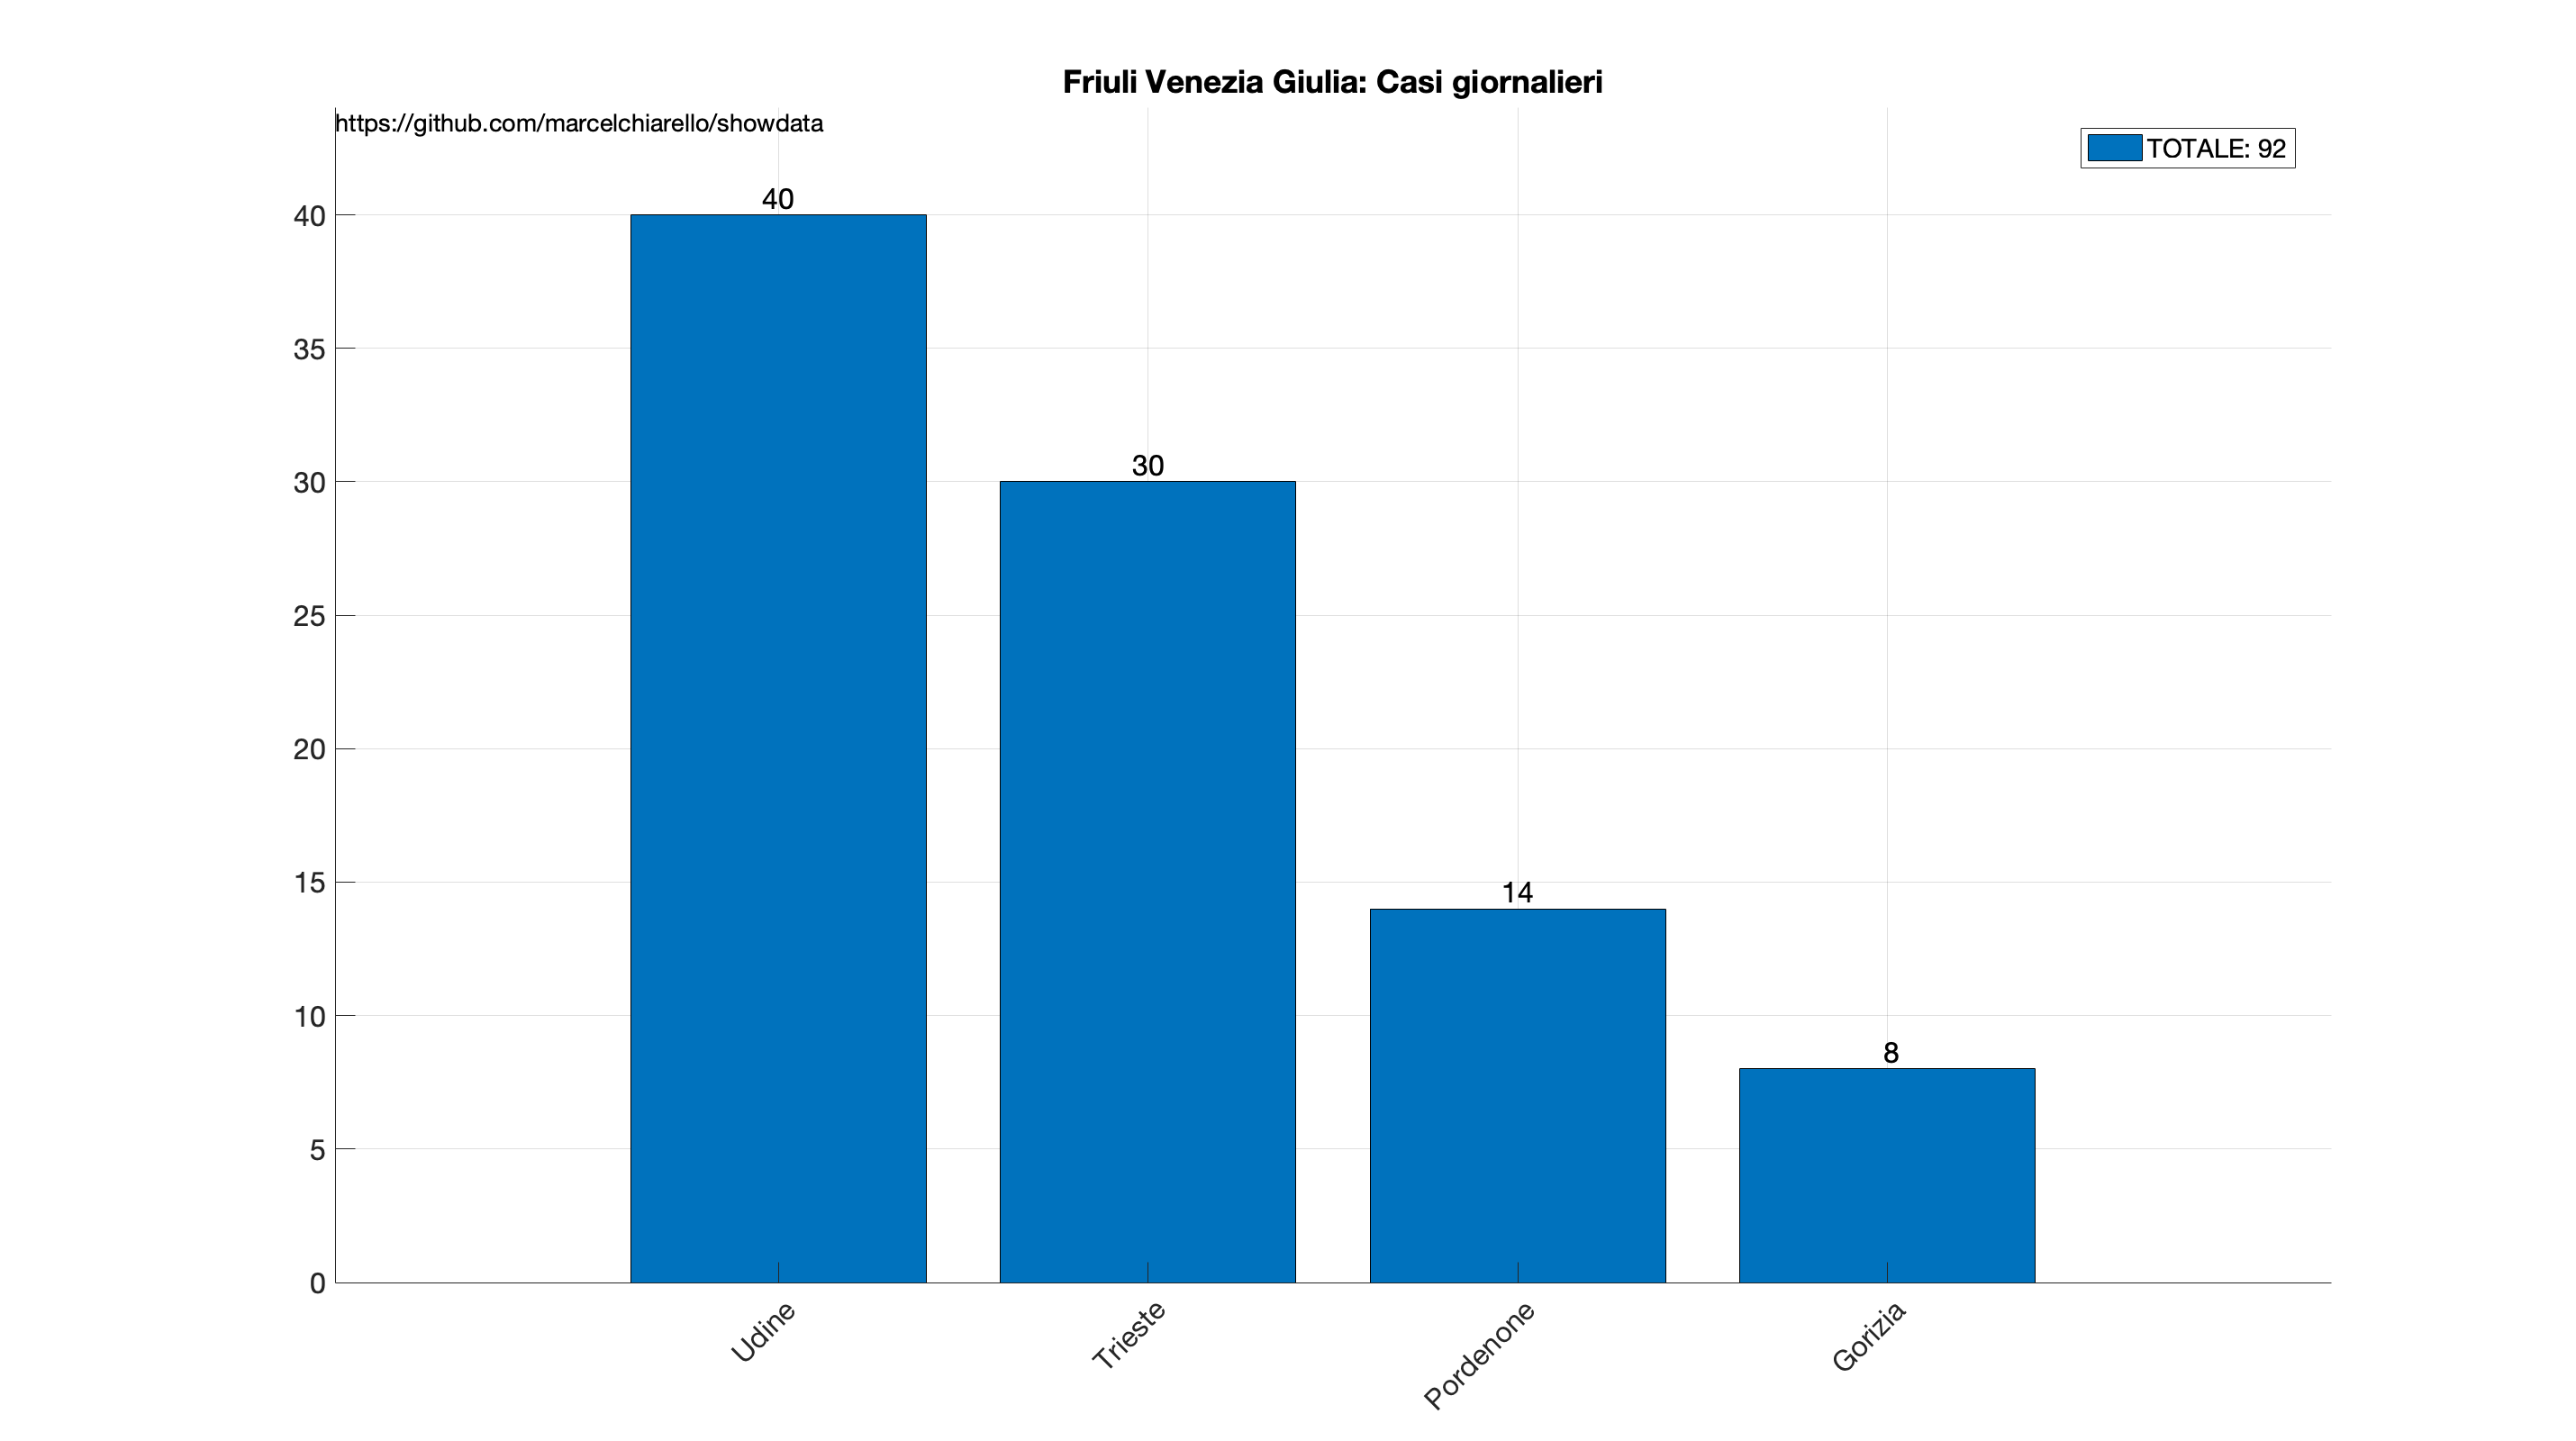 Friuli Venezia Giulia: Casi giornalieri
https://github.com/marcelchiarello/showdata
TOTALE: 92
40
35
30
25
20
15
10
5
0
40
30
14
8
Udine
Trieste
Pordenone
Gorizia